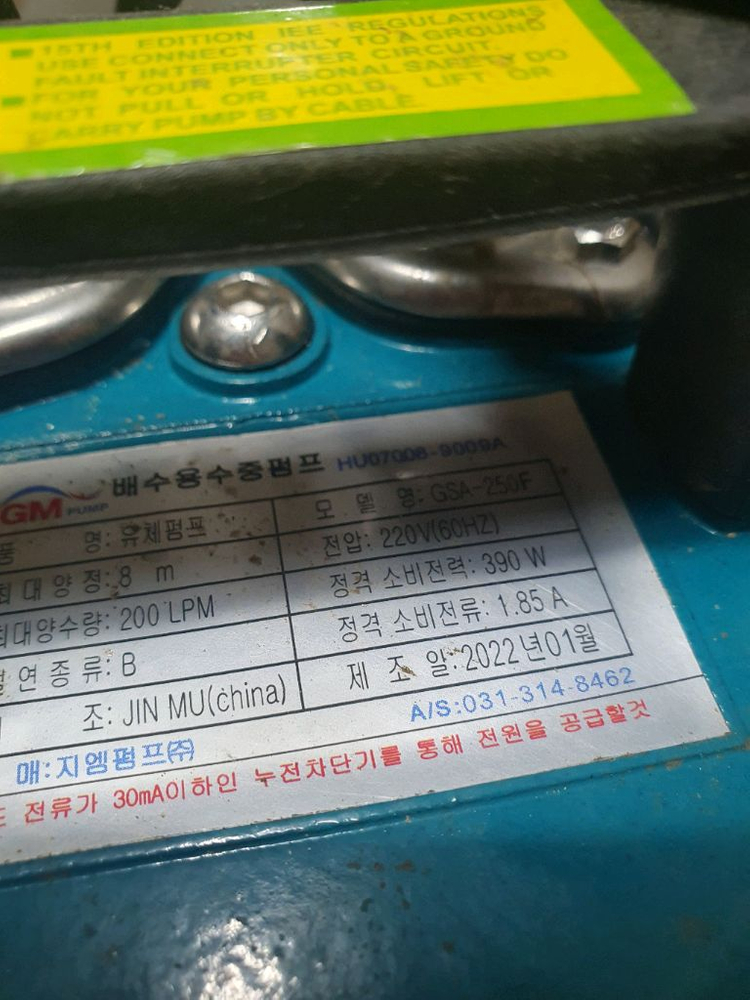 15TH EDITION IEE REGULATIONS
USE CONNECT ONLY TO A GROUND
FAULT INTERRUPTER CIRCUIT
FOR YOUR PERSONAL SAFETY DO
NOT PULL OR HOLD, LIFT OR
CARRY PUMP BY CABLE
GM PUMP 배수용수중펌프 HU07008-9009A
명: 유체펌프 모 델 명: GSA-250F
최대양정: 8 m 전압: 220V(60HZ)
최대양수량: 200 LPM 정격 소비전력: 390 W
절연종류: B 정격 소비전류: 1.85 A
조: JIN MU(china) 제 조 일: 2022년01월
매: 지엠펌프㈜ A/S:031-314-8462
전류가 30mA이하인 누전차단기를 통해 전원을 공급할것